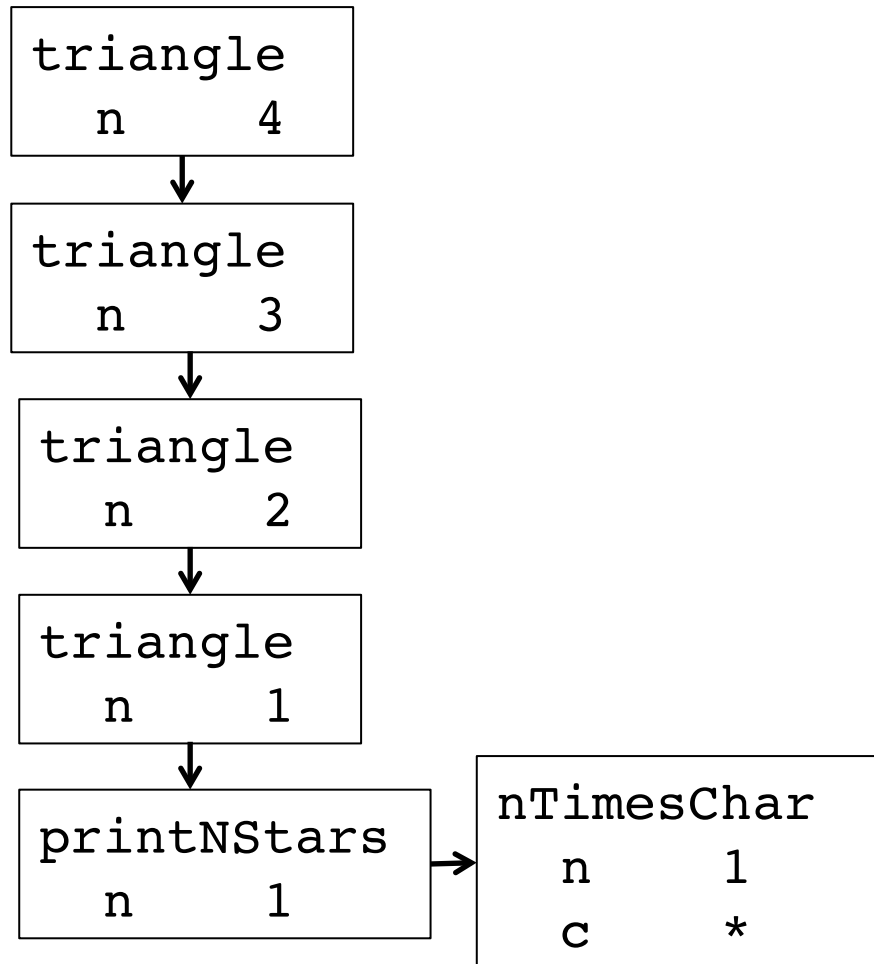 triangle
n 4
triangle
n 3
triangle
n 2
triangle
n 1
printNStars
n 1
nTimesChar
n 1
c *